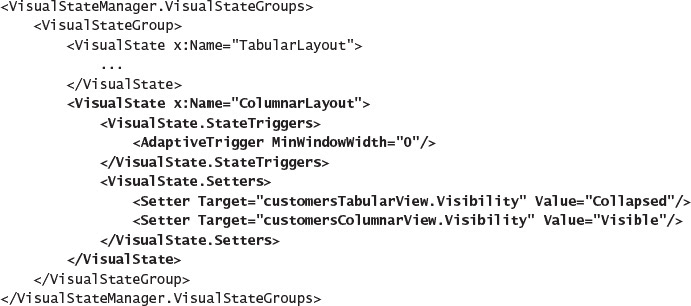 <VisualStateManager.VisualStateGroups>
    <VisualStateGroup>
        <VisualState x:Name="TabularLayout">
            ...
        </VisualState>
        <VisualState x:Name="ColumnarLayout">
            <VisualState.StateTriggers>
                <AdaptiveTrigger MinWindowWidth="0"/>
            </VisualState.StateTriggers>
            <VisualState.Setters>
                <Setter Target="customersTabularView.Visibility" Value="Collapsed"/>
                <Setter Target="customersColumnarView.Visibility" Value="Visible"/>
            </VisualState.Setters>
        </VisualState>
    </VisualStateGroup>
</VisualStateManager.VisualStateGroups>